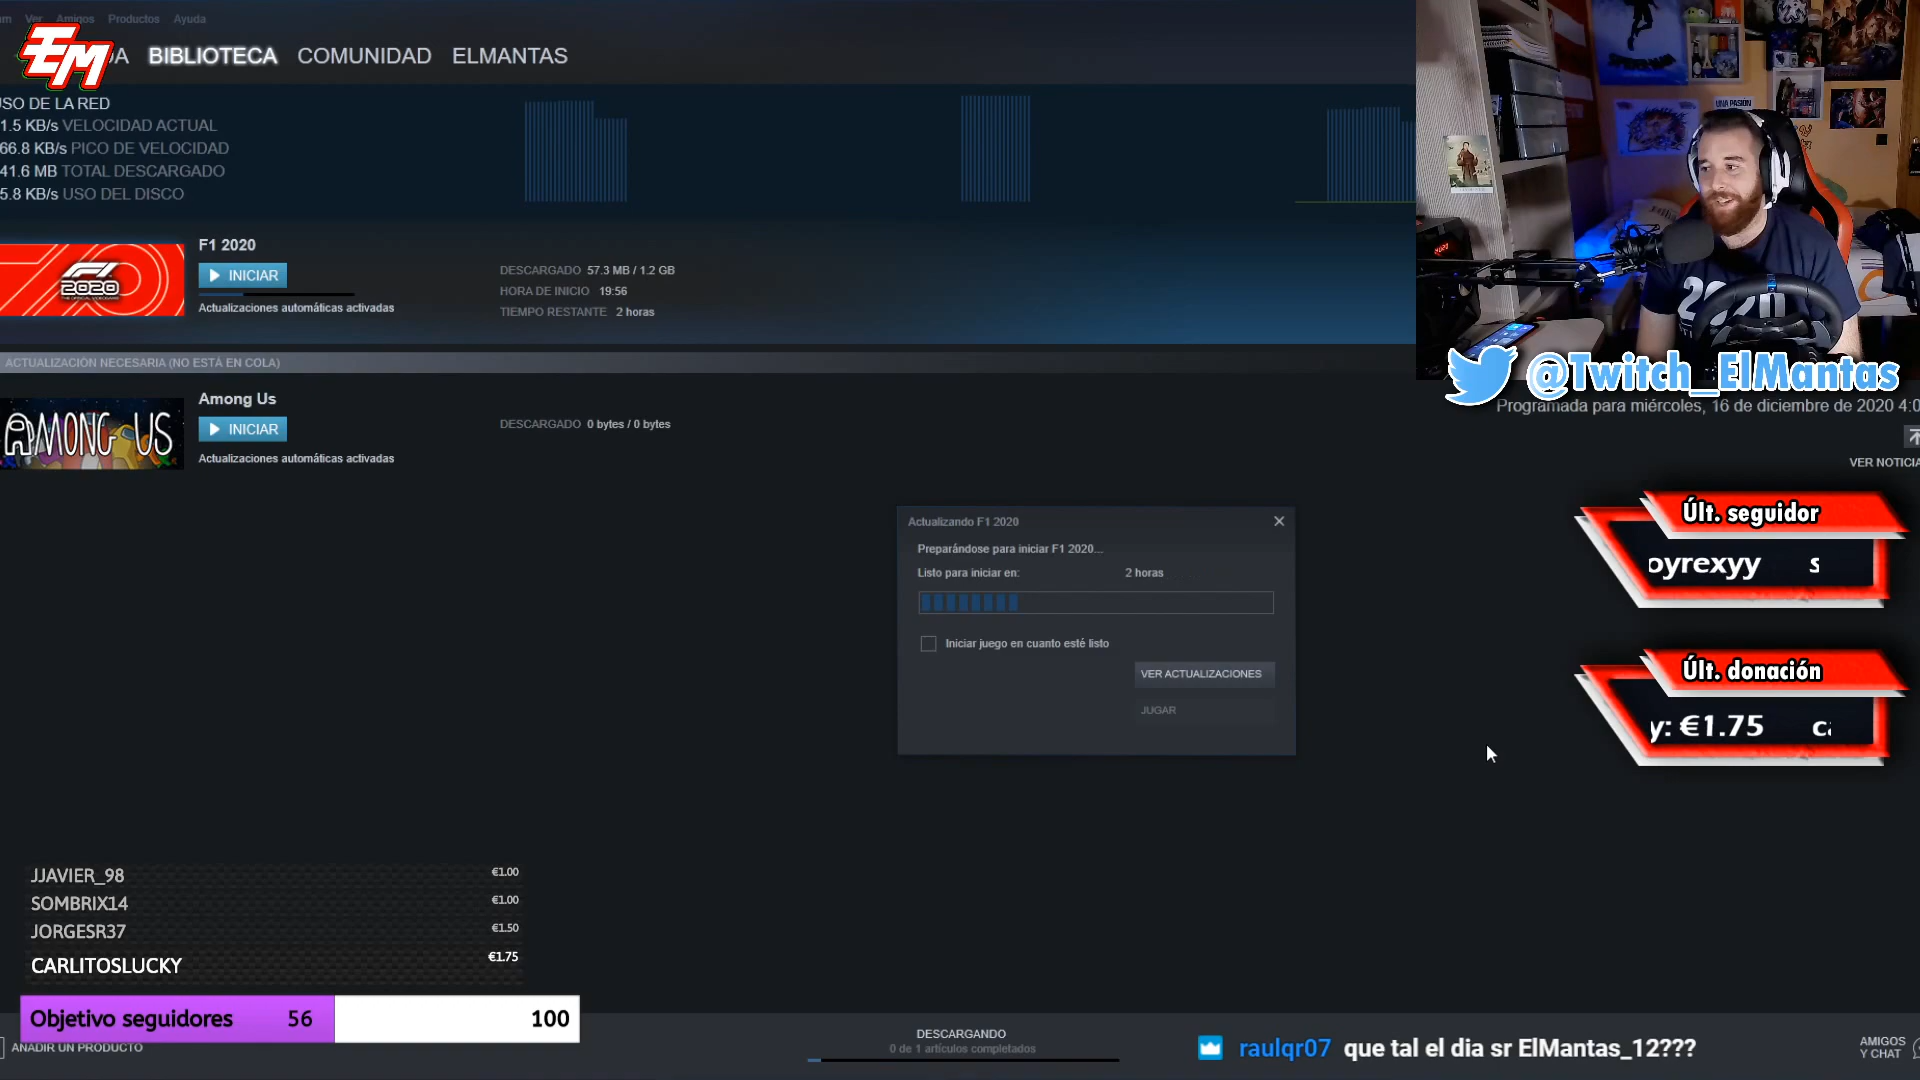 Ver Amigos Productos Ayuda
EM
BIBLIOTECA COMUNIDAD ELMANTAS
USO DE LA RED
1.5 KB/s VELOCIDAD ACTUAL
66.8 KB/s PICO DE VELOCIDAD
41.6 MB TOTAL DESCARGADO
5.8 KB/s USO DEL DISCO
F1 2020
INICIAR
Actualizaciones automáticas activadas
DESCARGADO 57.3 MB / 1.2 GB
HORA DE INICIO 19:56
TIEMPO RESTANTE 2 horas
2020
ACTUALIZACIÓN NECESARIA (NO ESTÁ EN COLA)
Among Us
INICIAR
Actualizaciones automáticas activadas
DESCARGADO 0 bytes / 0 bytes
AMONG US
UNA PASIÓN
@Twitch_ElMantas
Programada para miércoles, 16 de diciembre de 2020 4:0
VER NOTICIA
Actualizando F1 2020
Preparándose para iniciar F1 2020...
Listo para iniciar en: 2 horas
Iniciar juego en cuanto esté listo
VER ACTUALIZACIONES
JUGAR
Últ. seguidor
oyrexyy s
Últ. donación
y: €1.75 ca
JJAVIER_98 €1.00
SOMBRIX14 €1.00
JORGESR37 €1.50
CARLITOSLUCKY €1.75
Objetivo seguidores 56 100
AÑADIR UN PRODUCTO
DESCARGANDO
0 de 1 artículos completados
raulqr07 que tal el dia sr ElMantas_12???
AMIGOS
Y CHAT